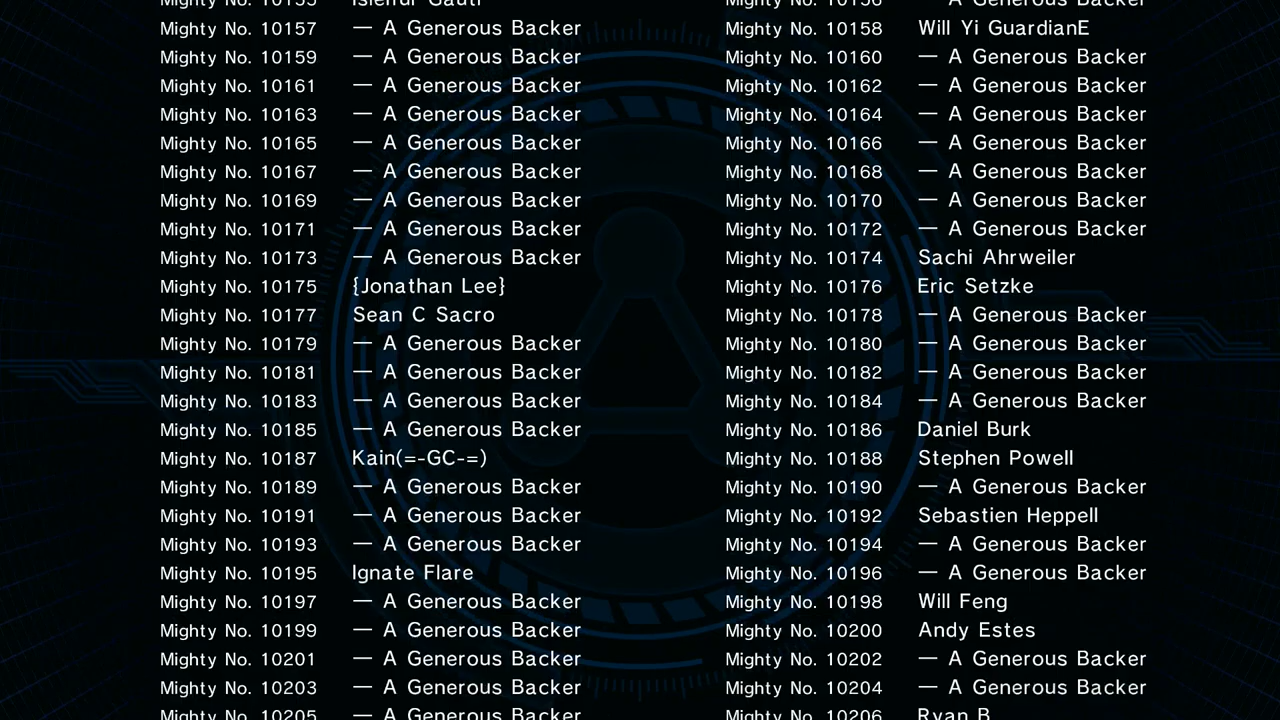 Mighty No. 10157 — A Generous Backer Mighty No. 10158 Will Yi GuardianE
Mighty No. 10159 — A Generous Backer Mighty No. 10160 — A Generous Backer
Mighty No. 10161 — A Generous Backer Mighty No. 10162 — A Generous Backer
Mighty No. 10163 — A Generous Backer Mighty No. 10164 — A Generous Backer
Mighty No. 10165 — A Generous Backer Mighty No. 10166 — A Generous Backer
Mighty No. 10167 — A Generous Backer Mighty No. 10168 — A Generous Backer
Mighty No. 10169 — A Generous Backer Mighty No. 10170 — A Generous Backer
Mighty No. 10171 — A Generous Backer Mighty No. 10172 — A Generous Backer
Mighty No. 10173 — A Generous Backer Mighty No. 10174 Sachi Ahrweiler
Mighty No. 10175 {Jonathan Lee} Mighty No. 10176 Eric Setzke
Mighty No. 10177 Sean C Sacro Mighty No. 10178 — A Generous Backer
Mighty No. 10179 — A Generous Backer Mighty No. 10180 — A Generous Backer
Mighty No. 10181 — A Generous Backer Mighty No. 10182 — A Generous Backer
Mighty No. 10183 — A Generous Backer Mighty No. 10184 — A Generous Backer
Mighty No. 10185 — A Generous Backer Mighty No. 10186 Daniel Burk
Mighty No. 10187 Kain(=-GC-=) Mighty No. 10188 Stephen Powell
Mighty No. 10189 — A Generous Backer Mighty No. 10190 — A Generous Backer
Mighty No. 10191 — A Generous Backer Mighty No. 10192 Sebastien Heppell
Mighty No. 10193 — A Generous Backer Mighty No. 10194 — A Generous Backer
Mighty No. 10195 Ignate Flare Mighty No. 10196 — A Generous Backer
Mighty No. 10197 — A Generous Backer Mighty No. 10198 Will Feng
Mighty No. 10199 — A Generous Backer Mighty No. 10200 Andy Estes
Mighty No. 10201 — A Generous Backer Mighty No. 10202 — A Generous Backer
Mighty No. 10203 — A Generous Backer Mighty No. 10204 — A Generous Backer
Mighty No. 10205 — A Generous Backer Mighty No. 10206 Ryan B